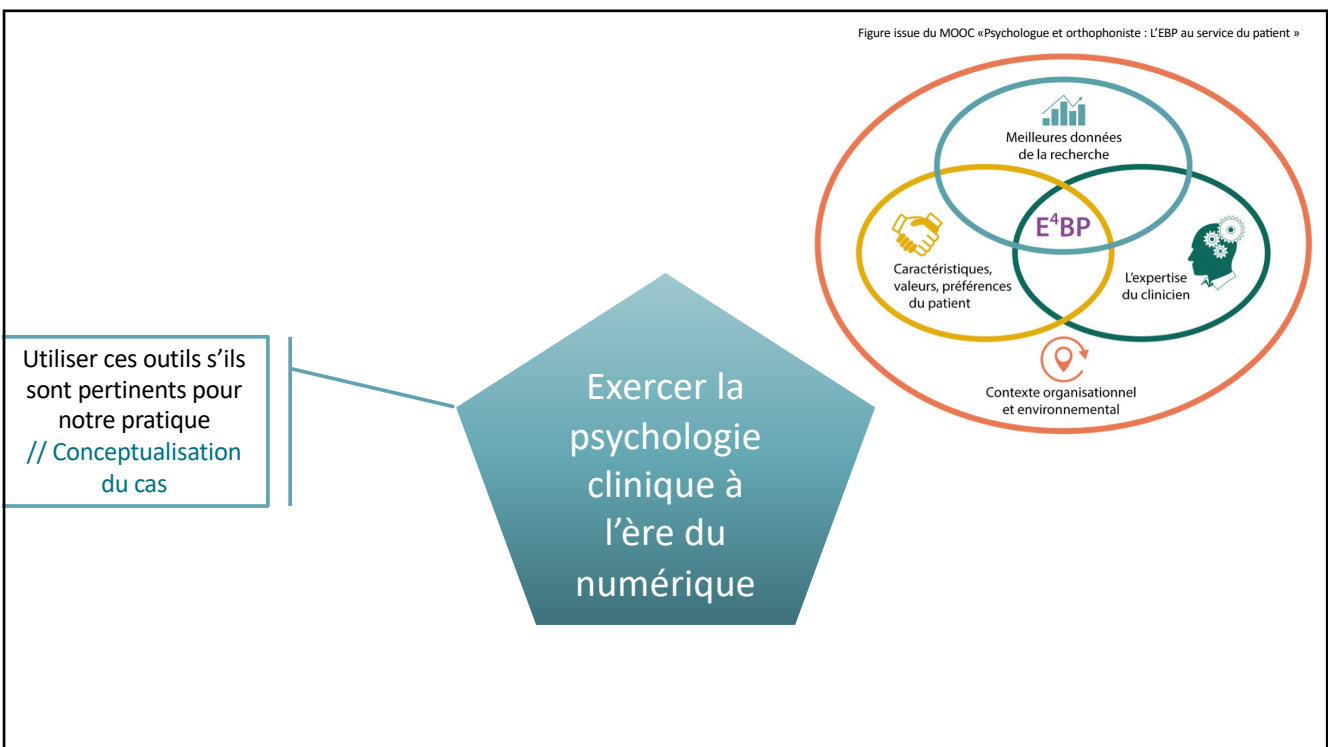 Figure issue du MOOC «Psychologue et orthophoniste : L’EBP au service du patient »
Meilleures données
de la recherche
E⁴BP
Caractéristiques,
valeurs, préférences
du patient
L’expertise
du clinicien
Contexte organisationnel
et environnemental
Utiliser ces outils s’ils
sont pertinents pour
notre pratique
// Conceptualisation
du cas
Exercer la
psychologie
clinique à
l’ère du
numérique